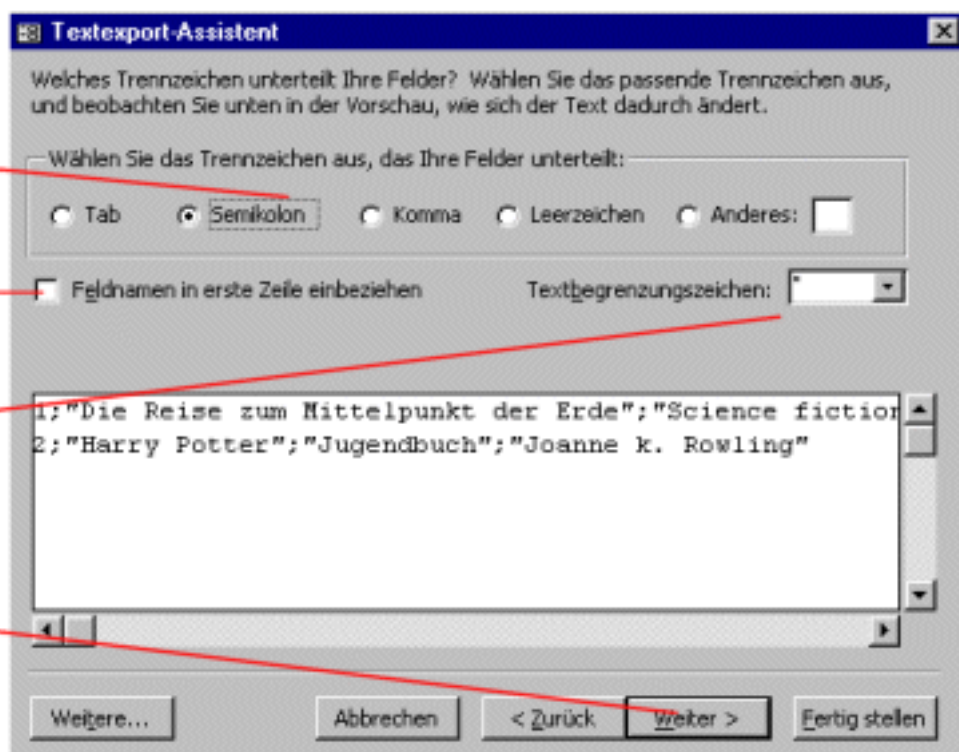 Textexport-Assistent
Welches Trennzeichen unterteilt Ihre Felder? Wählen Sie das passende Trennzeichen aus,
und beobachten Sie unten in der Vorschau, wie sich der Text dadurch ändert.
Wählen Sie das Trennzeichen aus, das Ihre Felder unterteilt:
Tab Semikolon Komma Leerzeichen Anderes:
Feldnamen in erste Zeile einbeziehen Textbegrenzungszeichen: "
1;"Die Reise zum Mittelpunkt der Erde";"Science fiction
2;"Harry Potter";"Jugendbuch";"Joanne k. Rowling"
Weitere... Abbrechen < Zurück Weiter > Fertig stellen